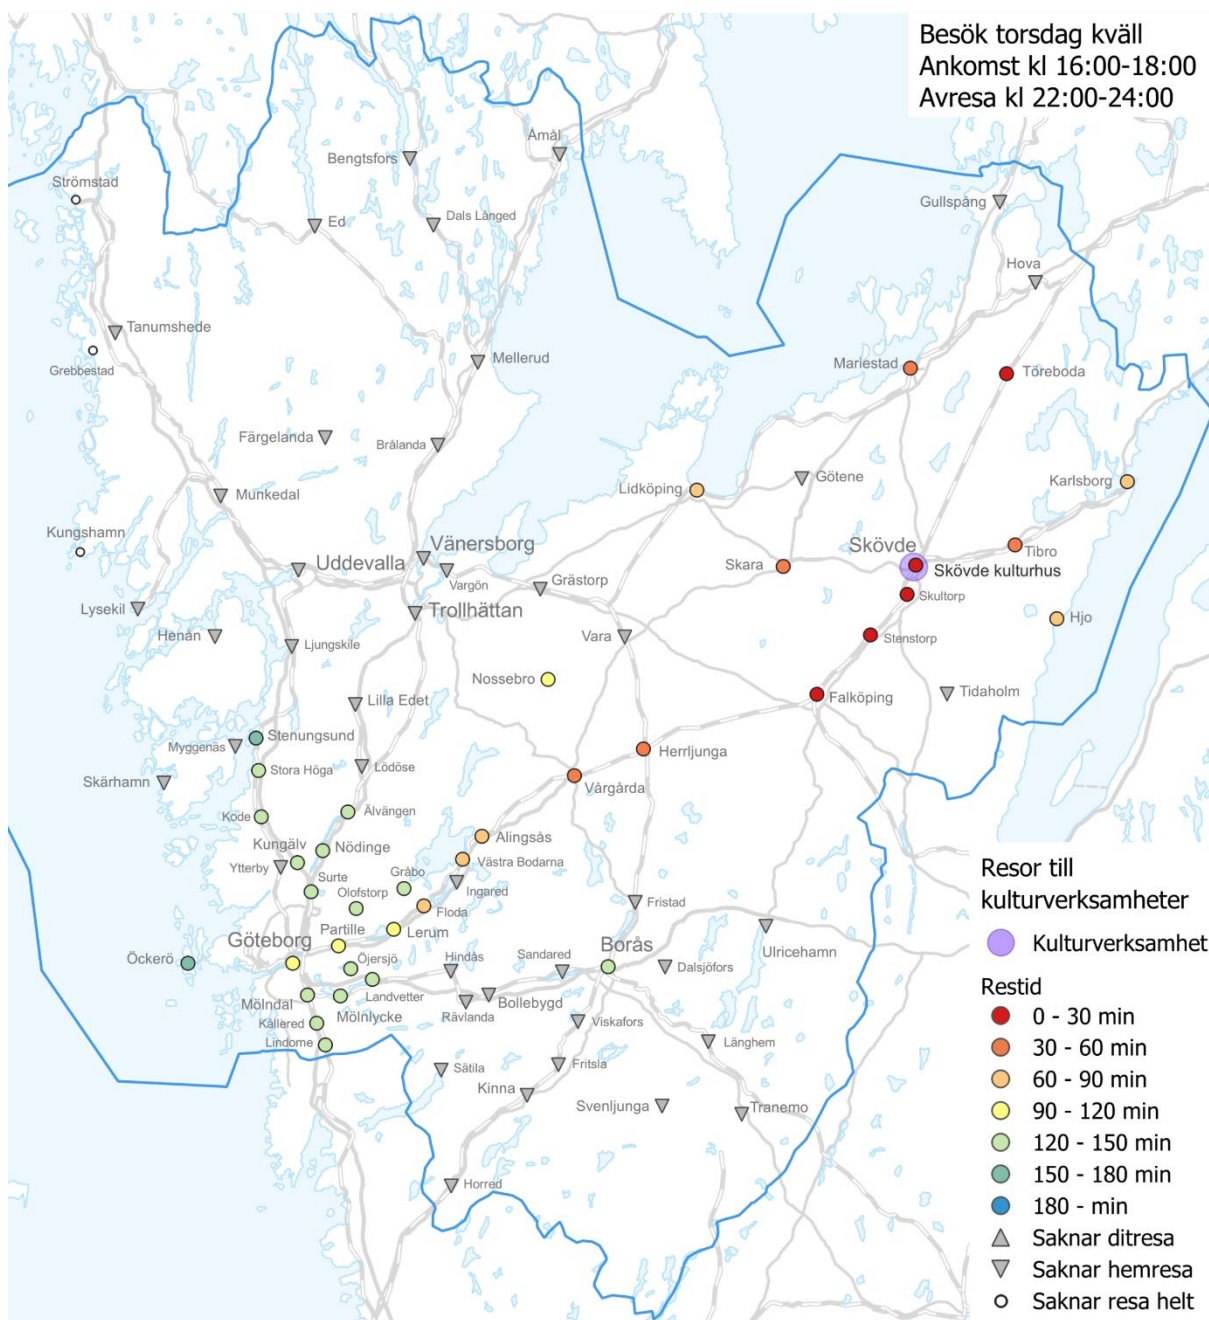 Besök torsdag kväll
Ankomst kl 16:00-18:00
Avresa kl 22:00-24:00
Åmål
Bengtsfors
Strömstad
Gullspång
Ed
Dals Långed
Hova
Tanumshede
Mellerud
Mariestad
Töreboda
Grebbestad
Färgelanda
Brålanda
Götene
Lidköping
Karlsborg
Munkedal
Kungshamn
Vänersborg
Skövde
Tibro
Uddevalla
Skara
Skövde kulturhus
Vargön
Grästorp
Skultorp
Lysekil
Trollhättan
Hjo
Henån
Ljungskile
Vara
Stenstorp
Nossebro
Tidaholm
Lilla Edet
Falköping
Stenungsund
Myggenäs
Herrljunga
Stora Höga
Lödöse
Skärhamn
Vårgårda
Kode
Älvängen
Alingsås
Kungälv
Nödinge
Västra Bodarna
Ytterby
Surte
Gråbo
Ingared
Olofstorp
Fristad
Floda
Partille
Lerum
Göteborg
Ulricehamn
Borås
Öckerö
Öjersjö
Hindås
Sandared
Dalsjöfors
Landvetter
Mölndal
Mölnlycke
Rävlanda
Bollebygd
Kållered
Viskafors
Lindome
Länghem
Sätila
Fritsla
Kinna
Svenljunga
Tranemo
Horred
Resor till
kulturverksamheter
Kulturverksamhet
Restid
0 - 30 min
30 - 60 min
60 - 90 min
90 - 120 min
120 - 150 min
150 - 180 min
180 - min
Saknar ditresa
Saknar hemresa
Saknar resa helt